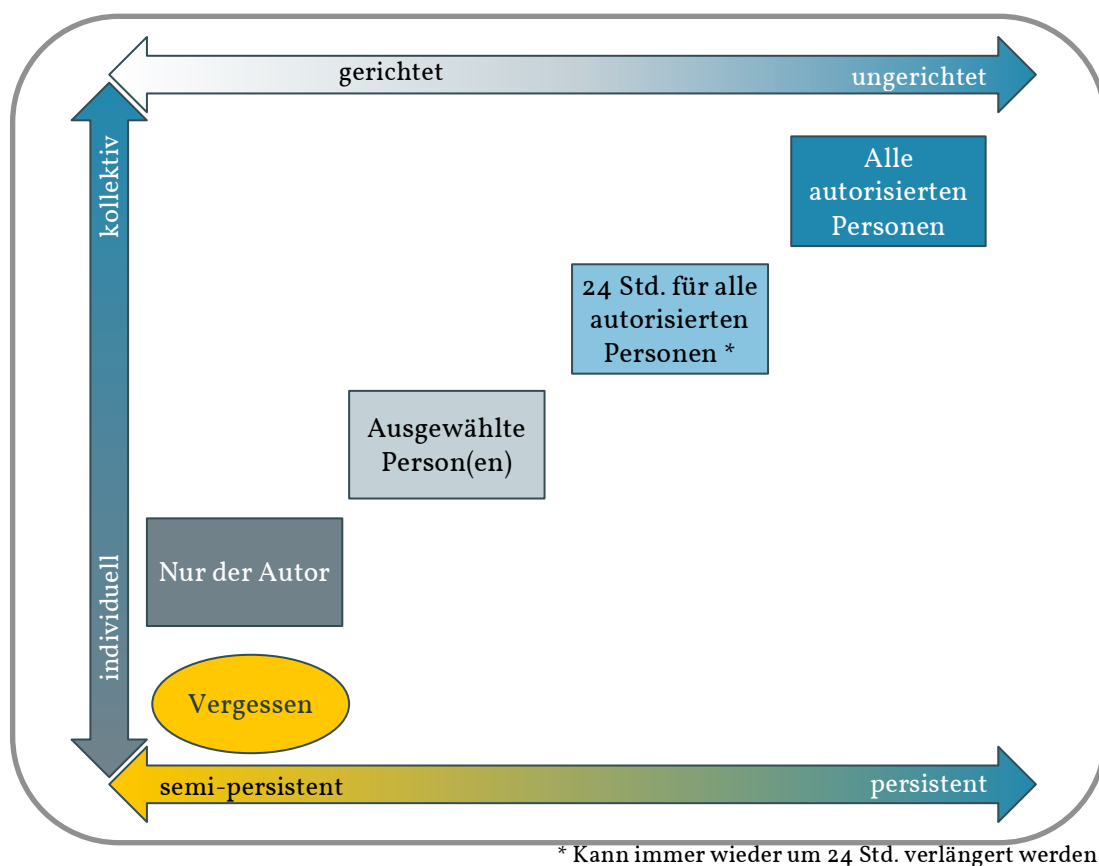 gerichtet
ungerichtet
kollektiv
individuell
Alle
autorisierten
Personen
24 Std. für alle
autorisierten
Personen *
Ausgewählte
Person(en)
Nur der Autor
Vergessen
semi-persistent
persistent
* Kann immer wieder um 24 Std. verlängert werden